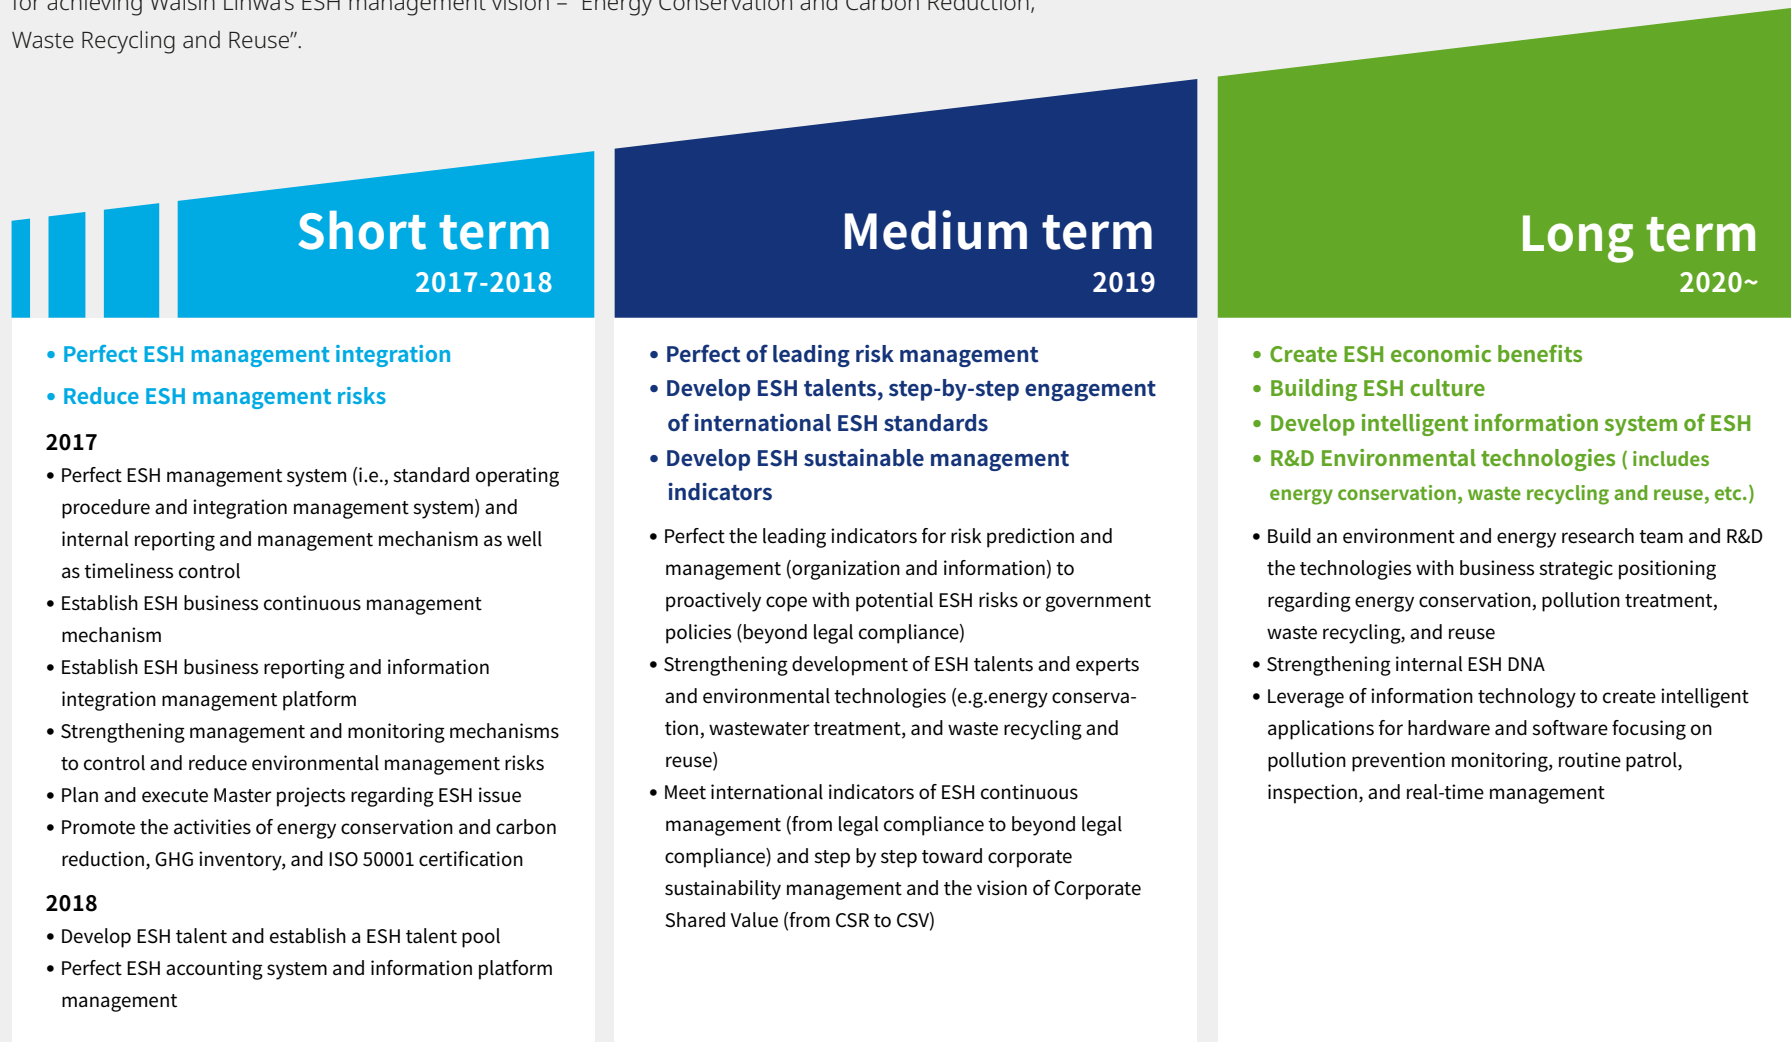 for achieving Walsin Lihwa's ESH management vision – "Energy Conservation and Carbon Reduction,
Waste Recycling and Reuse”.
Short term
2017-2018
• Perfect ESH management integration
• Reduce ESH management risks
2017
• Perfect ESH management system (i.e., standard operating
procedure and integration management system) and
internal reporting and management mechanism as well
as timeliness control
• Establish ESH business continuous management
mechanism
• Establish ESH business reporting and information
integration management platform
• Strengthening management and monitoring mechanisms
to control and reduce environmental management risks
• Plan and execute Master projects regarding ESH issue
• Promote the activities of energy conservation and carbon
reduction, GHG inventory, and ISO 50001 certification
2018
• Develop ESH talent and establish a ESH talent pool
• Perfect ESH accounting system and information platform
management
Medium term
2019
• Perfect of leading risk management
• Develop ESH talents, step-by-step engagement
of international ESH standards
• Develop ESH sustainable management
indicators
• Perfect the leading indicators for risk prediction and
management (organization and information) to
proactively cope with potential ESH risks or government
policies (beyond legal compliance)
• Strengthening development of ESH talents and experts
and environmental technologies (e.g.energy conserva-
tion, wastewater treatment, and waste recycling and
reuse)
• Meet international indicators of ESH continuous
management (from legal compliance to beyond legal
compliance) and step by step toward corporate
sustainability management and the vision of Corporate
Shared Value (from CSR to CSV)
Long term
2020~
• Create ESH economic benefits
• Building ESH culture
• Develop intelligent information system of ESH
• R&D Environmental technologies ( includes
energy conservation, waste recycling and reuse, etc.)
• Build an environment and energy research team and R&D
the technologies with business strategic positioning
regarding energy conservation, pollution treatment,
waste recycling, and reuse
• Strengthening internal ESH DNA
• Leverage of information technology to create intelligent
applications for hardware and software focusing on
pollution prevention monitoring, routine patrol,
inspection, and real-time management